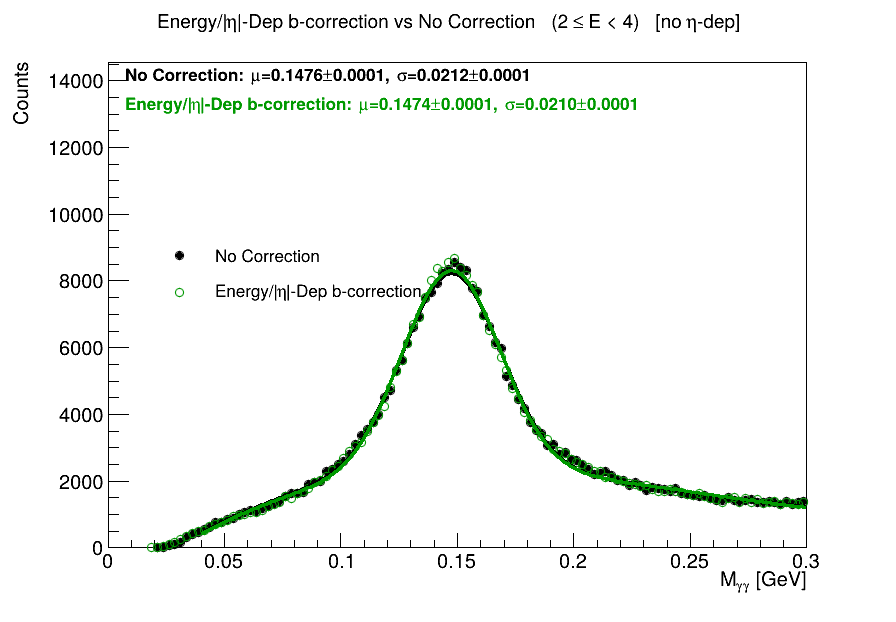 Energy/|η|-Dep b-correction vs No Correction (2 ≤ E < 4) [no η-dep]
Counts
No Correction: μ=0.1476±0.0001, σ=0.0212±0.0001
Energy/|η|-Dep b-correction: μ=0.1474±0.0001, σ=0.0210±0.0001
14000
12000
10000
8000
6000
4000
2000
0
No Correction
Energy/|η|-Dep b-correction
0 0.05 0.1 0.15 0.2 0.25 0.3
Mγγ [GeV]